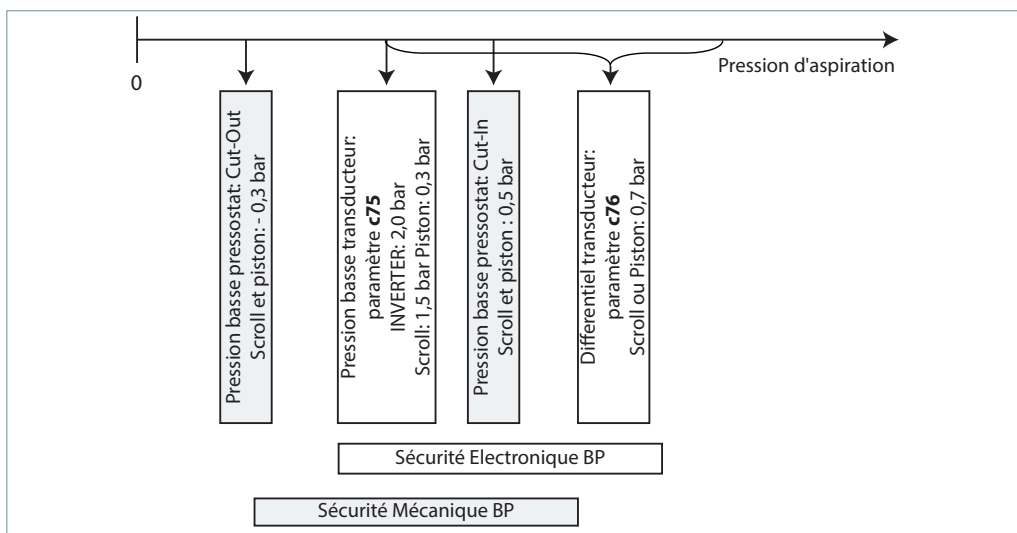 0
Pression d'aspiration
Pression basse pressostat: Cut-Out
Scroll et piston: - 0,3 bar
Pression basse transducteur:
paramètre c75
INVERTER: 2,0 bar
Scroll: 1,5 bar Piston: 0,3 bar
Pression basse pressostat: Cut-In
Scroll et piston : 0,5 bar
Differentiel transducteur:
paramètre c76
Scroll ou Piston: 0,7 bar
Sécurité Electronique BP
Sécurité Mécanique BP